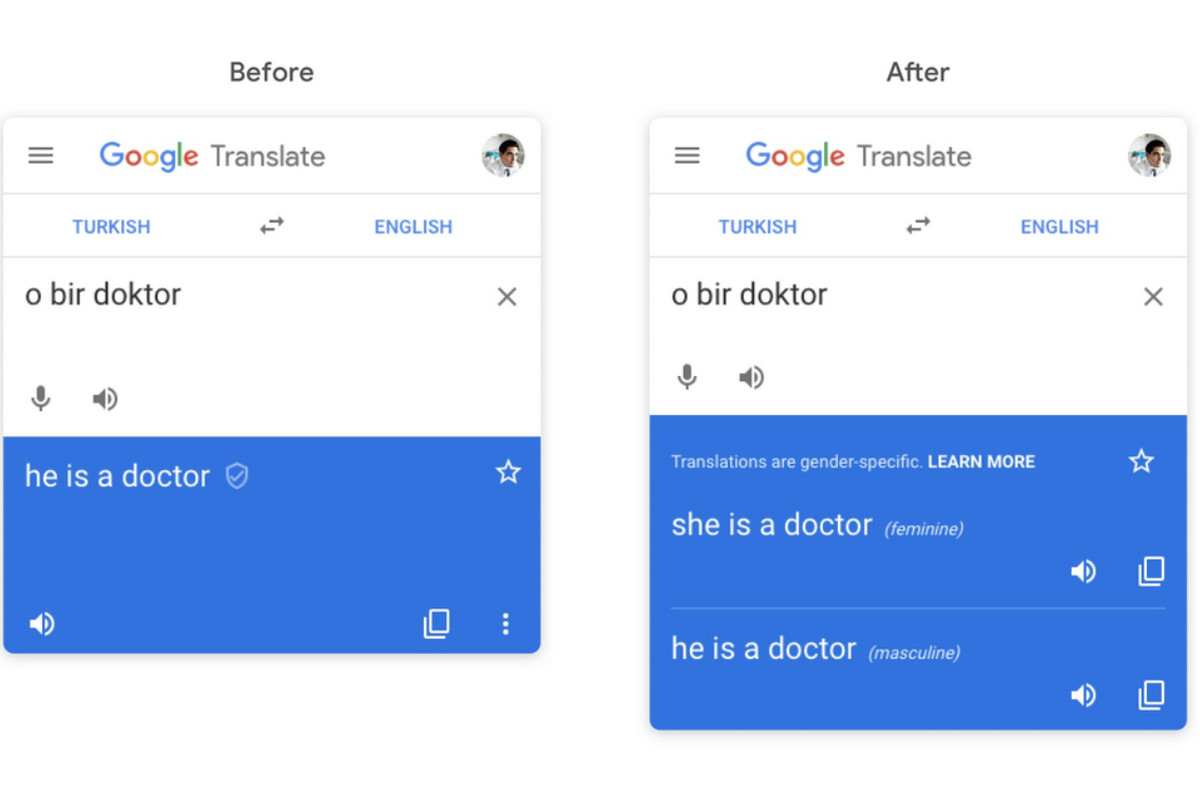 Before
Google Translate
TURKISH ENGLISH
o bir doktor
he is a doctor
After
Google Translate
TURKISH ENGLISH
o bir doktor
Translations are gender-specific. LEARN MORE
she is a doctor (feminine)
he is a doctor (masculine)